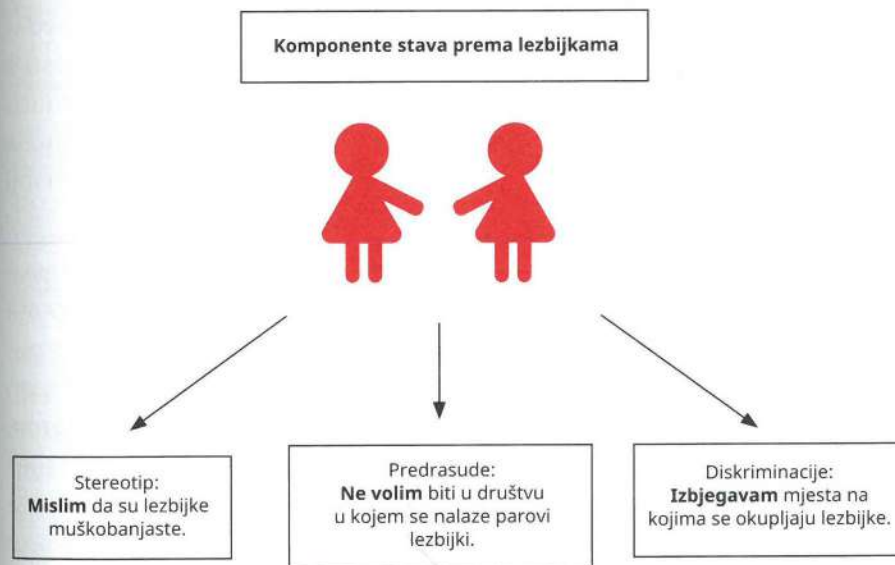 Komponente stava prema lezbijkama
Stereotip:
Mislim da su lezbijke
muškobanjaste.
Predrasude:
Ne volim biti u društvu
u kojem se nalaze parovi
lezbijki.
Diskriminacije:
Izbjegavam mjesta na
kojima se okupljaju lezbijke.